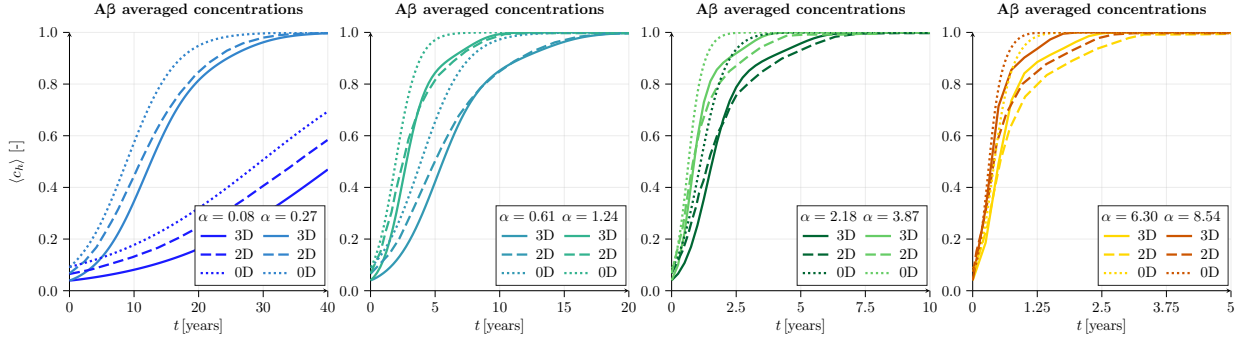 Aβ averaged concentrations
⟨c_h⟩ [-]
1.0
0.8
0.6
0.4
0.2
0.0
α = 0.08 α = 0.27
3D 3D
2D 2D
0D 0D
0 10 20 30 40
t [years]
Aβ averaged concentrations
1.0
0.8
0.6
0.4
0.2
0.0
α = 0.61 α = 1.24
3D 3D
2D 2D
0D 0D
0 5 10 15 20
t [years]
Aβ averaged concentrations
1.0
0.8
0.6
0.4
0.2
0.0
α = 2.18 α = 3.87
3D 3D
2D 2D
0D 0D
0 2.5 5 7.5 10
t [years]
Aβ averaged concentrations
1.0
0.8
0.6
0.4
0.2
0.0
α = 6.30 α = 8.54
3D 3D
2D 2D
0D 0D
0 1.25 2.5 3.75 5
t [years]